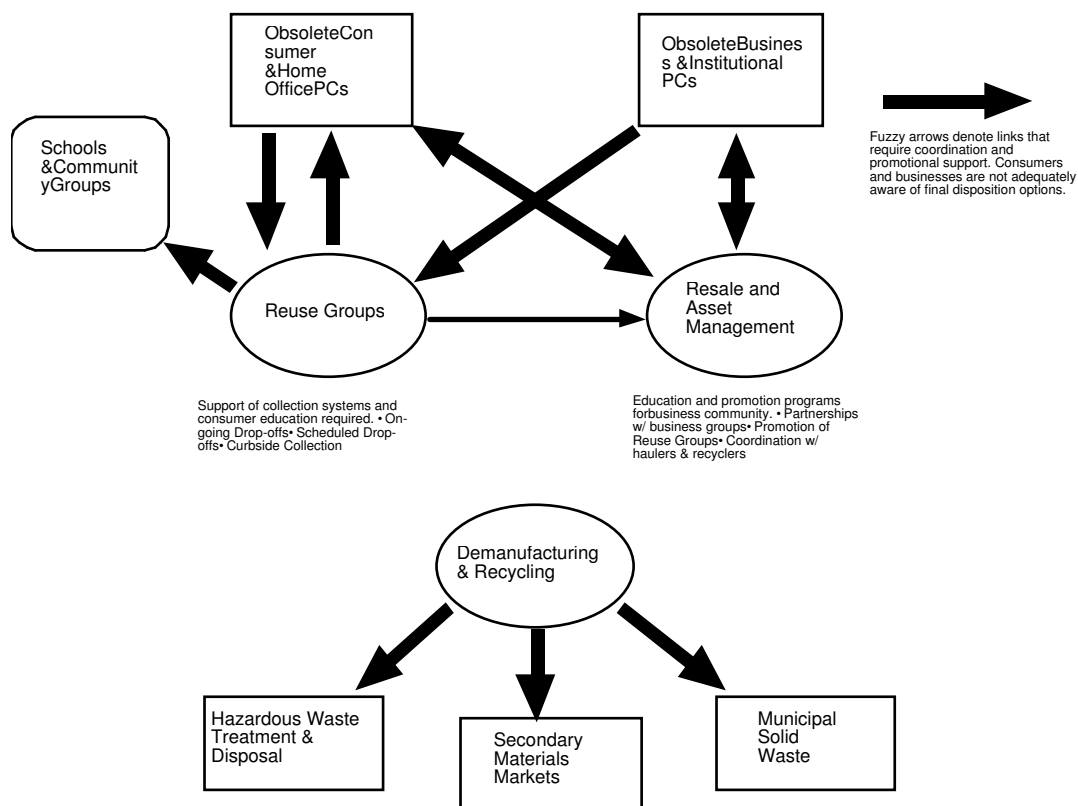 ObsoleteCon
sumer
&Home
OfficePCs
ObsoleteBusines
s &Institutional
PCs
Fuzzy arrows denote links that
require coordination and
promotional support. Consumers
and businesses are not adequately
aware of final disposition options.
Schools
&Communit
yGroups
Reuse Groups
Resale and
Asset
Management
Support of collection systems and
consumer education required. • On-
going Drop-offs• Scheduled Drop-
offs• Curbside Collection
Education and promotion programs
forbusiness community. • Partnerships
w/ business groups• Promotion of
Reuse Groups• Coordination w/
haulers & recyclers
Demanufacturing
& Recycling
Hazardous Waste
Treatment &
Disposal
Secondary
Materials
Markets
Municipal
Solid
Waste